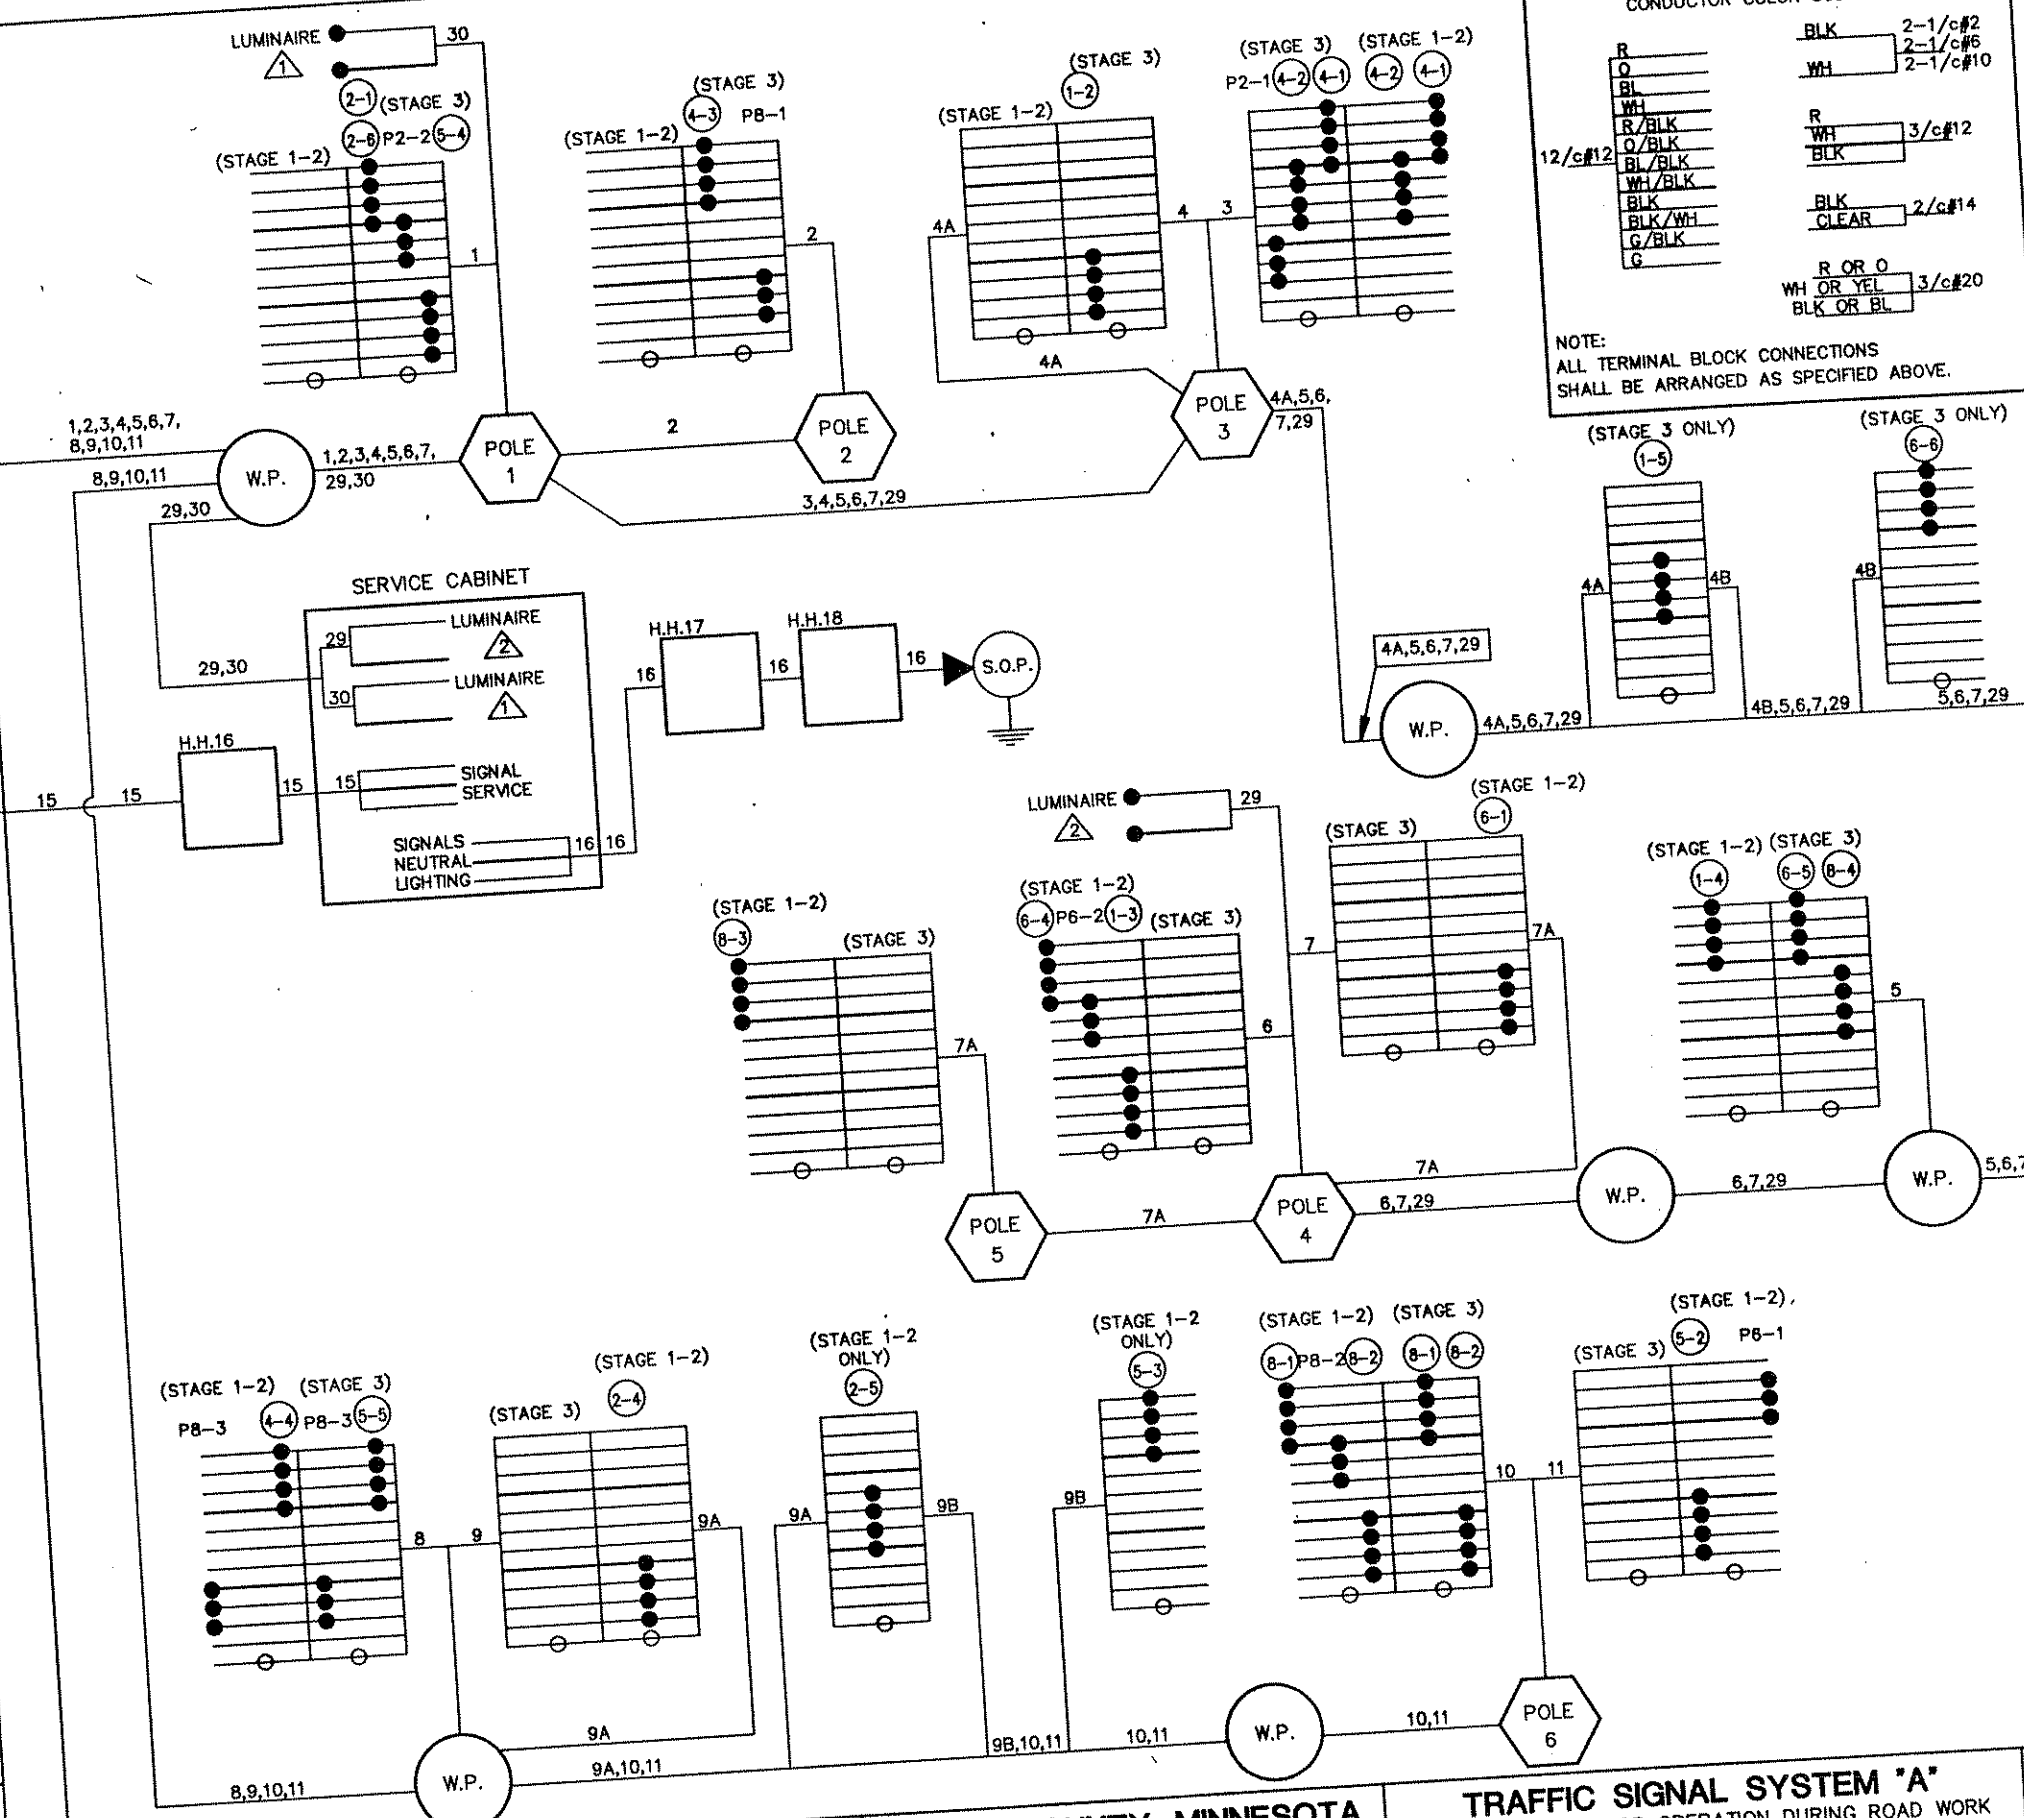 LUMINAIRE
1
30
2-1
(STAGE 3)
2-6
P2-2
5-4
(STAGE 1-2)
1
(STAGE 3)
4-3
P8-1
(STAGE 1-2)
2
(STAGE 3)
1-2
(STAGE 1-2)
4A
4
3
4A
(STAGE 3) (STAGE 1-2)
P2-1 4-2 4-1 4-2 4-1
R
O
BL
WH
R/BLK
O/BLK
BL/BLK
WH/BLK
BLK
BLK/WH
G/BLK
G
12/c#12
BLK
WH
2-1/c#2
2-1/c#6
2-1/c#10
R
WH
BLK
3/c#12
BLK
CLEAR
2/c#14
R OR O
WH OR YEL
BLK OR BL
3/c#20
NOTE:
ALL TERMINAL BLOCK CONNECTIONS
SHALL BE ARRANGED AS SPECIFIED ABOVE.
1,2,3,4,5,6,7,
8,9,10,11
8,9,10,11
29,30
W.P.
1,2,3,4,5,6,7,
29,30
POLE
1
2
POLE
2
3,4,5,6,7,29
POLE
3
4A,5,6,
7,29
(STAGE 3 ONLY)
1-5
4A
4B
(STAGE 3 ONLY)
6-6
4B
SERVICE CABINET
29
LUMINAIRE
2
29,30
30
LUMINAIRE
1
H.H.16
15
15
15
15
SIGNAL
SERVICE
SIGNALS
NEUTRAL
LIGHTING
16
16
16
H.H.17
16
H.H.18
16
S.O.P.
4A,5,6,7,29
W.P.
4A,5,6,7,29
4B,5,6,7,29
5,6,7,29
LUMINAIRE
2
29
(STAGE 1-2)
8-3
(STAGE 3)
7A
(STAGE 1-2)
6-4
P6-2
1-3
(STAGE 3)
6
7
(STAGE 1-2)
6-1
(STAGE 3)
7A
(STAGE 1-2) (STAGE 3)
1-4 6-5 8-4
5
POLE
5
7A
POLE
4
7A
6,7,29
W.P.
6,7,29
W.P.
(STAGE 1-2) (STAGE 3)
P8-3 4-4 P8-3 5-5
8
9
(STAGE 1-2)
2-4
(STAGE 3)
9A
(STAGE 1-2
ONLY)
2-5
9A
9B
(STAGE 1-2
ONLY)
5-3
9B
(STAGE 1-2) (STAGE 3)
8-1 P8-2 8-2 8-1 8-2
10
11
(STAGE 1-2),
5-2
P6-1
(STAGE 3)
8,9,10,11
W.P.
9A
9A,10,11
9B,10,11
10,11
W.P.
10,11
POLE
6
MINNESOTA
TRAFFIC SIGNAL SYSTEM "A"
OPERATION DURING ROAD WORK